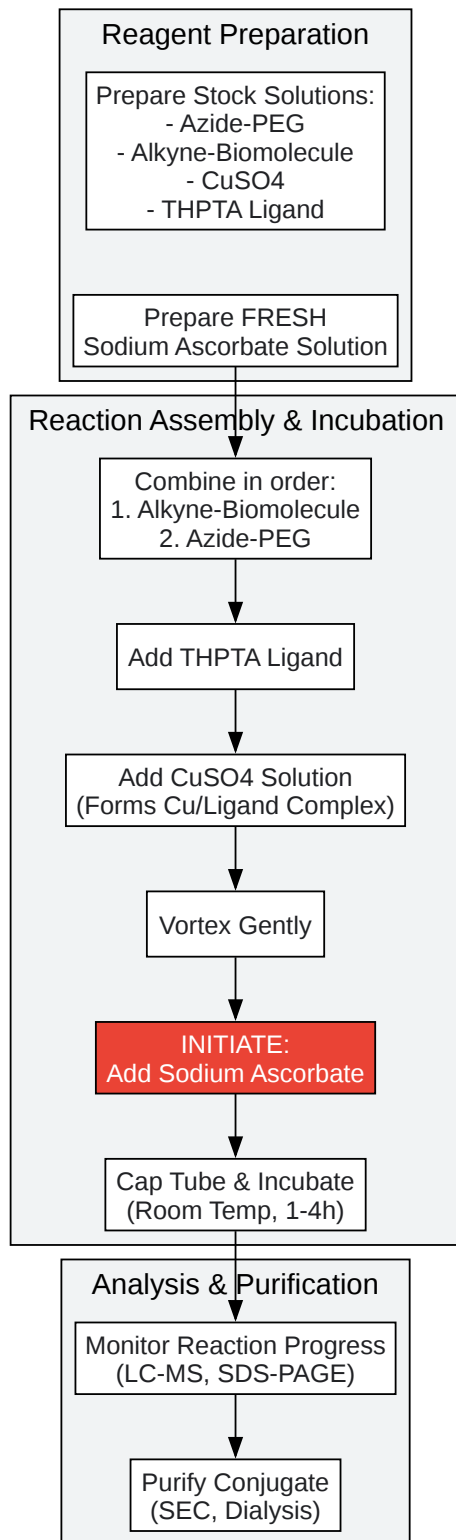 Reagent Preparation
Prepare Stock Solutions:
- Azide-PEG
- Alkyne-Biomolecule
- CuSO4
- THPTA Ligand
Prepare FRESH
Sodium Ascorbate Solution
Reaction Assembly & Incubation
Combine in order:
1. Alkyne-Biomolecule
2. Azide-PEG
Add THPTA Ligand
Add CuSO4 Solution
(Forms Cu/Ligand Complex)
Vortex Gently
INITIATE:
Add Sodium Ascorbate
Cap Tube & Incubate
(Room Temp, 1-4h)
Analysis & Purification
Monitor Reaction Progress
(LC-MS, SDS-PAGE)
Purify Conjugate
(SEC, Dialysis)